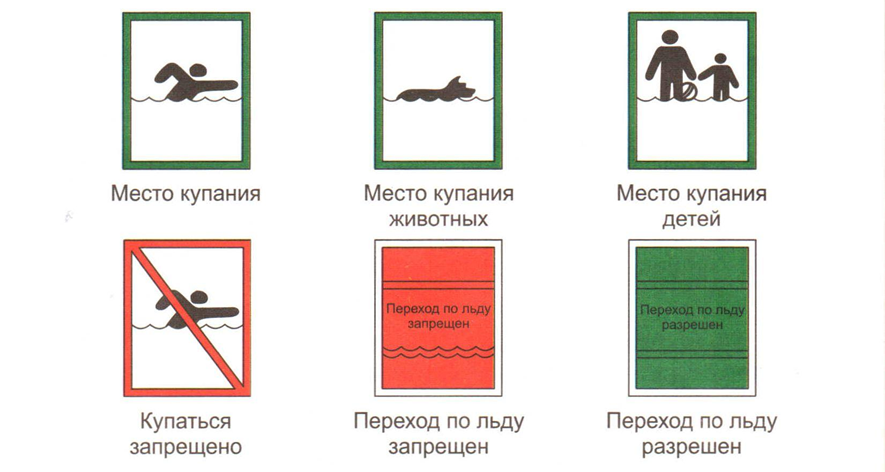 Место купания
Место купания
животных
Место купания
детей
Переход по льду
запрещен
Переход по льду
разрешен
Купаться
запрещено
Переход по льду
запрещен
Переход по льду
разрешен